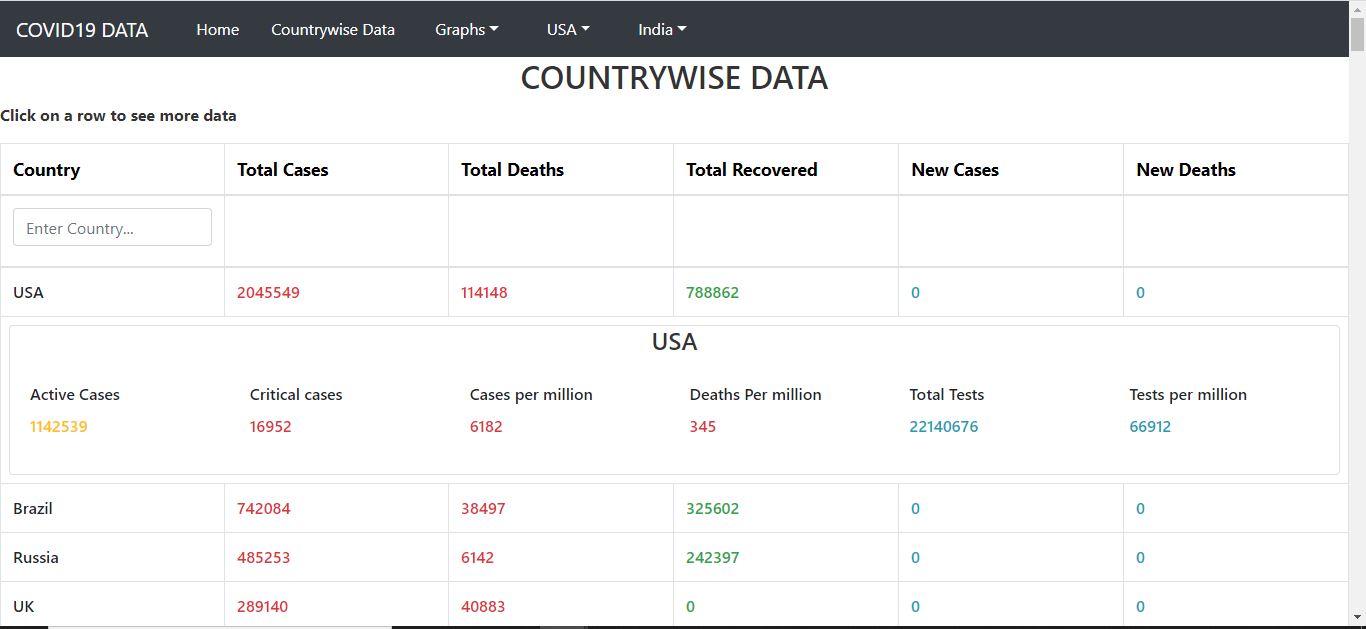 COVID19 DATA Home Countrywise Data Graphs USA India
COUNTRYWISE DATA
Click on a row to see more data
Country Total Cases Total Deaths Total Recovered New Cases New Deaths
Enter Country...
USA 2045549 114148 788862 0 0
USA
Active Cases Critical cases Cases per million Deaths Per million Total Tests Tests per million
1142539 16952 6182 345 22140676 66912
Brazil 742084 38497 325602 0 0
Russia 485253 6142 242397 0 0
UK 289140 40883 0 0 0